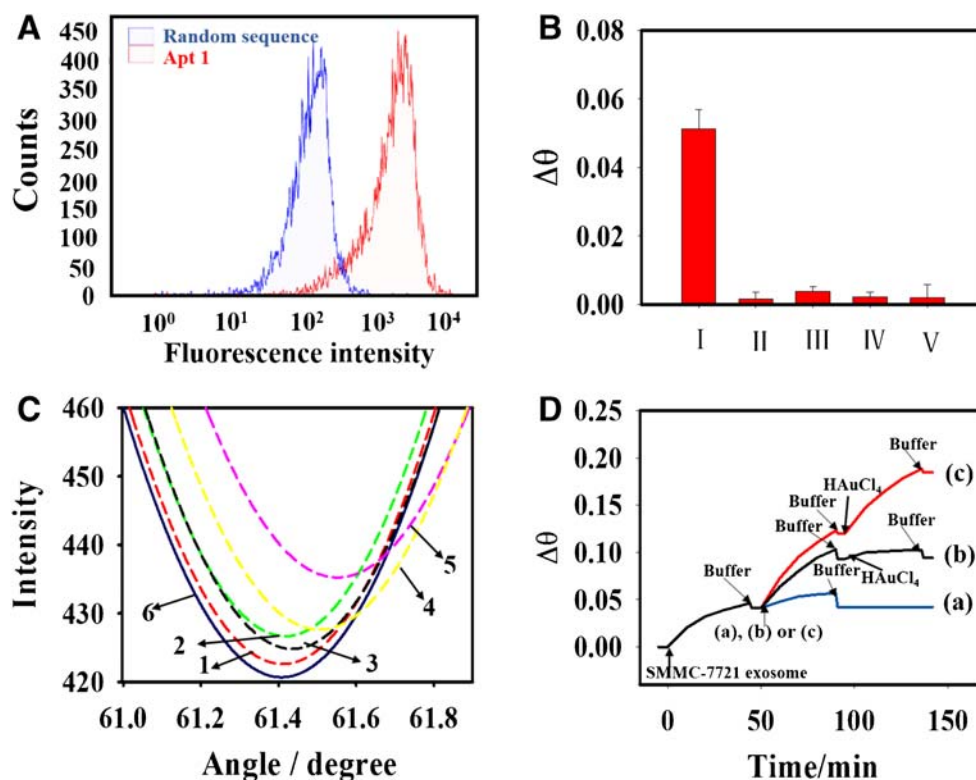 A
450
400
350
300
250
200
150
100
50
0
Counts
Random sequence
Apt 1
10⁰ 10¹ 10² 10³ 10⁴
Fluorescence intensity
B
0.08
0.06
0.04
0.02
0.00
Δθ
I II III IV V
C
460
450
440
430
420
Intensity
6
2
1
3
5
4
61.0 61.2 61.4 61.6 61.8
Angle / degree
D
0.25
0.20
0.15
0.10
0.05
0.00
Δθ
Buffer
(c)
HAuCl₄
Buffer
Buffer
Buffer
(b)
HAuCl₄
Buffer
Buffer
(a)
(a), (b) or (c)
SMMC-7721 exosome
0 50 100 150
Time/min